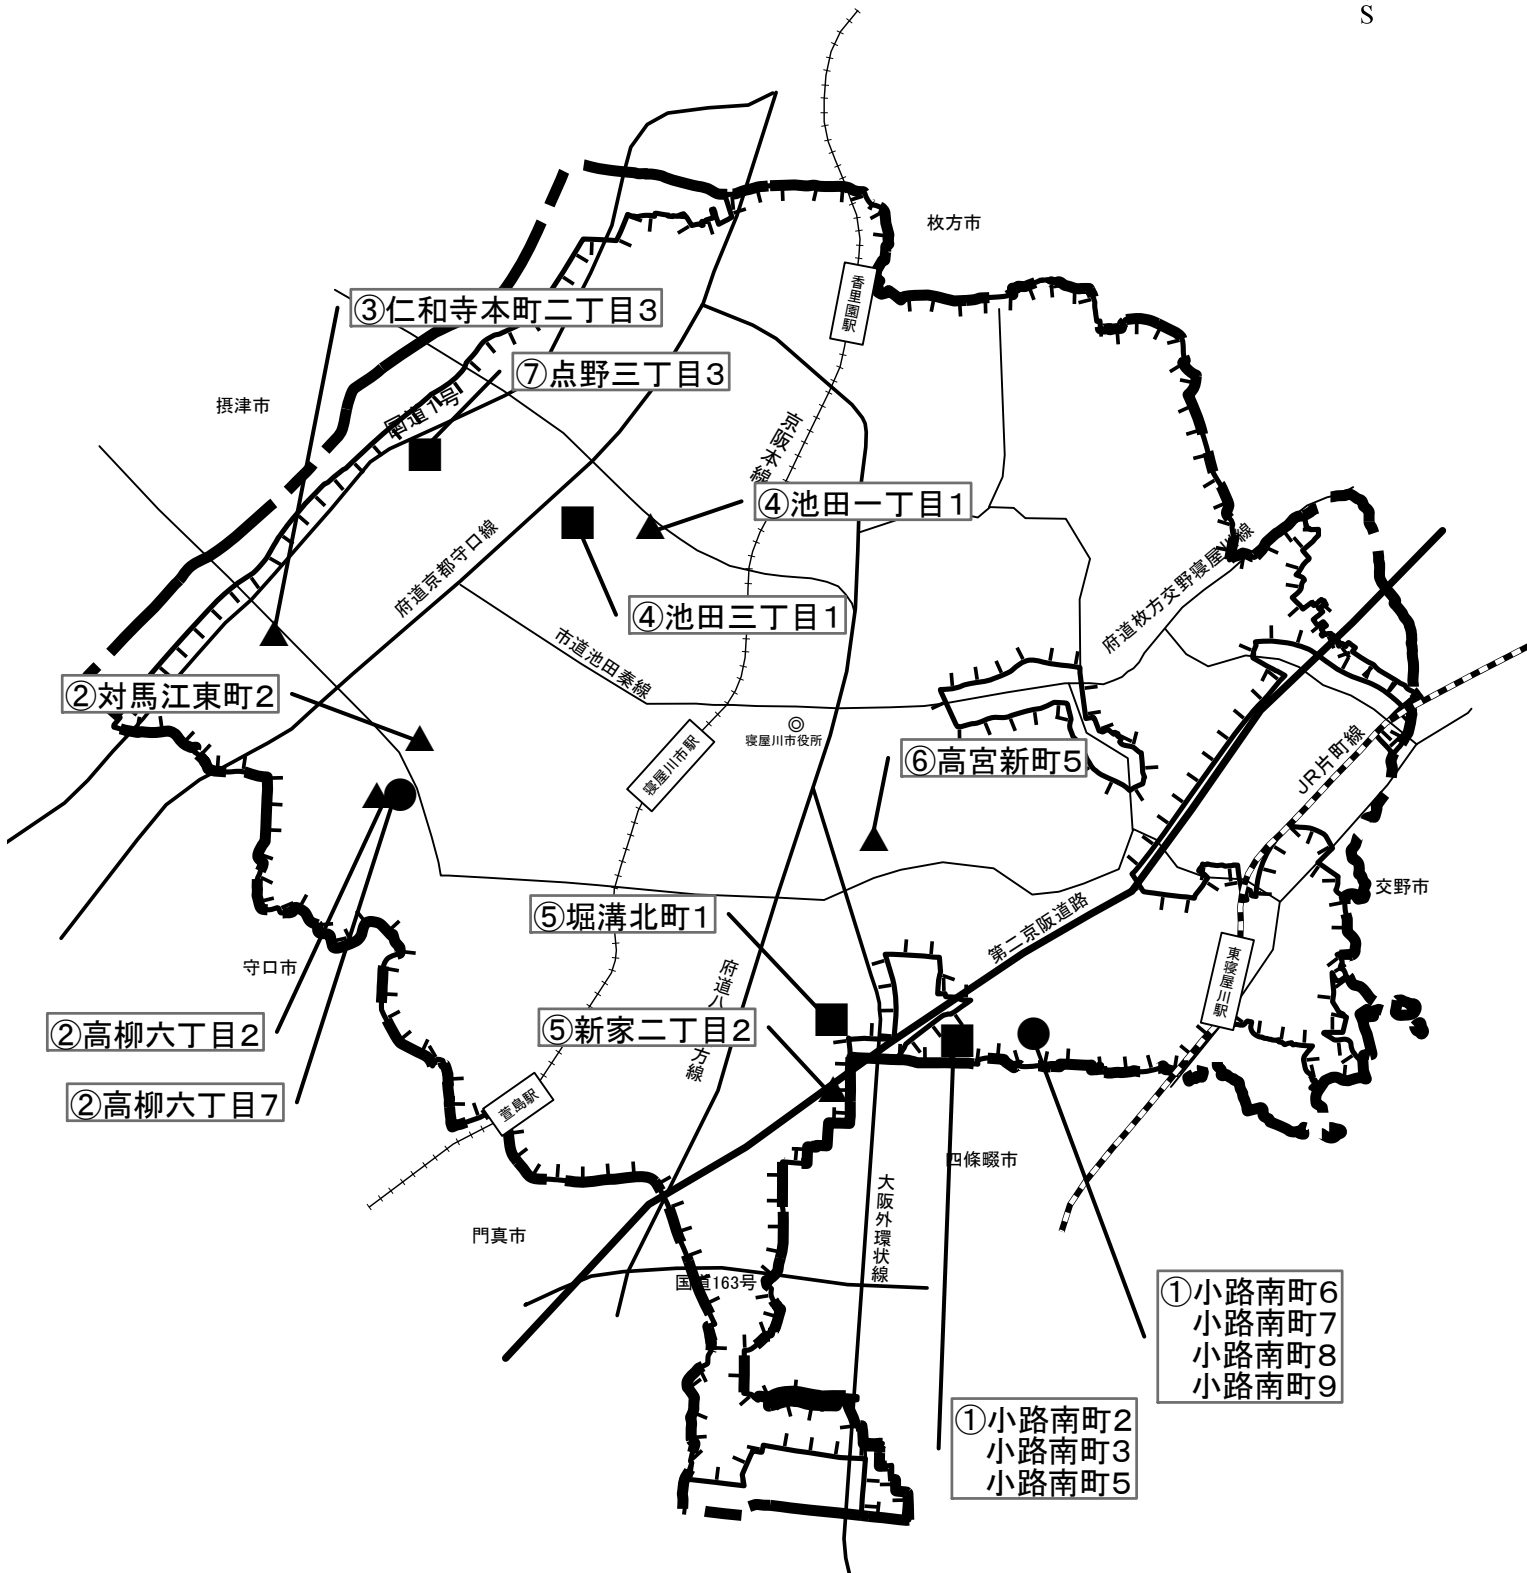 S
枚方市
香里園駅
③仁和寺本町二丁目3
⑦点野三丁目3
摂津市
国道1号
京阪本線
④池田一丁目1
府道京都守口線
府道枚方交野寝屋川線
④池田三丁目1
市道池田秦線
②対馬江東町2
寝屋川市役所
寝屋川市駅
⑥高宮新町5
JR片町線
交野市
⑤堀溝北町1
第二京阪道路
守口市
東寝屋川駅
府道八
方線
②高柳六丁目2
⑤新家二丁目2
②高柳六丁目7
萱島駅
四條畷市
大阪外環状線
門真市
国道163号
①小路南町6
小路南町7
小路南町8
小路南町9
①小路南町2
小路南町3
小路南町5